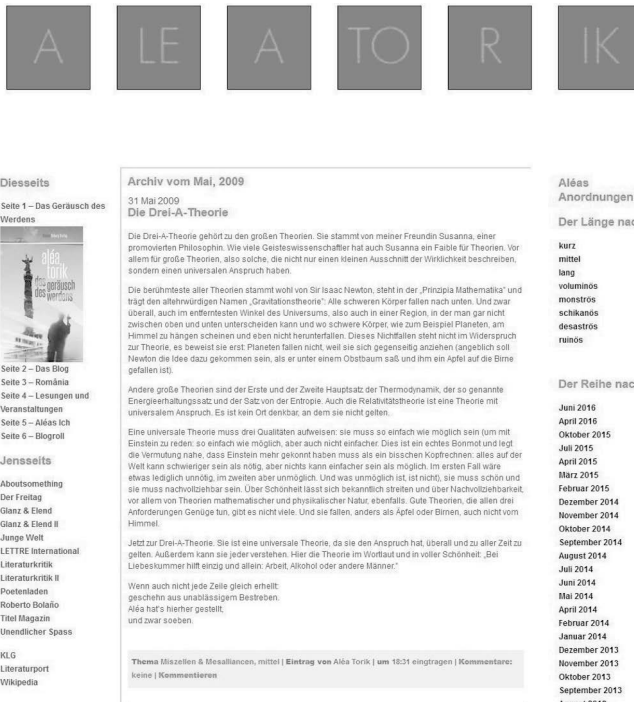 A LE A TO R IK
Diesseits
Seite 1 – Das Geräusch des
Werdens
aléa
torik
das geräusch
des werdens
Seite 2 – Das Blog
Seite 3 – România
Seite 4 – Lesungen und
Veranstaltungen
Seite 5 – Aléas Ich
Seite 6 – Blogroll
Jensseits
Aboutsomething
Der Freitag
Glanz & Elend
Glanz & Elend II
Junge Welt
LETTRE International
Literaturkritik
Literaturkritik II
Poetenladen
Roberto Bolaño
Titel Magazin
Unendlicher Spass
KLG
Literaturport
Wikipedia
Archiv vom Mai, 2009
31 Mai 2009
Die Drei-A-Theorie
Die Drei-A-Theorie gehört zu den großen Theorien. Sie stammt von meiner Freundin Susanna, einer
promovierten Philosophin. Wie viele Geisteswissenschaftler hat auch Susanna ein Faible für Theorien. Vor
allem für große Theorien, also solche, die nicht nur einen kleinen Ausschnitt der Wirklichkeit beschreiben,
sondern einen universalen Anspruch haben.
Die berühmteste aller Theorien stammt wohl von Sir Isaac Newton, steht in der „Prinzipia Mathematika“ und
trägt den altehrwürdigen Namen „Gravitationstheorie“: Alle schweren Körper fallen nach unten. Und zwar
überall, auch im entferntesten Winkel des Universums, also auch in einer Region, in der man gar nicht
zwischen oben und unten unterscheiden kann und wo schwere Körper, wie zum Beispiel Planeten, am
Himmel zu hängen scheinen und eben nicht herunterfallen. Dieses Nichtfallen steht nicht im Widerspruch
zur Theorie, es beweist sie erst: Planeten fallen nicht, weil sie sich gegenseitig anziehen (angeblich soll
Newton die Idee dazu gekommen sein, als er unter einem Obstbaum saß und ihm ein Apfel auf die Birne
gefallen ist).
Andere große Theorien sind der Erste und der Zweite Hauptsatz der Thermodynamik, der so genannte
Energieerhaltungssatz und der Satz von der Entropie. Auch die Relativitätstheorie ist eine Theorie mit
universalem Anspruch. Es ist kein Ort denkbar, an dem sie nicht gelten.
Eine universale Theorie muss drei Qualitäten aufweisen: sie muss so einfach wie möglich sein (um mit
Einstein zu reden: so einfach wie möglich, aber auch nicht einfacher. Dies ist ein echtes Bonmot und legt
die Vermutung nahe, dass Einstein mehr gekonnt haben muss als ein bisschen Kopfrechnen: alles auf der
Welt kann schwieriger sein als nötig, aber nichts kann einfacher sein als möglich. Im ersten Fall wäre
etwas lediglich unnötig, im zweiten aber unmöglich. Und was unmöglich ist, ist nicht), sie muss schön und
sie muss nachvollziehbar sein. Über Schönheit lässt sich bekanntlich streiten und über Nachvollziehbarkeit,
vor allem von Theorien mathematischer und physikalischer Natur, ebenfalls. Gute Theorien, die allen drei
Anforderungen Genüge tun, gibt es nicht viele. Und sie fallen, anders als Äpfel oder Birnen, auch nicht vom
Himmel.
Jetzt zur Drei-A-Theorie. Sie ist eine universale Theorie, da sie den Anspruch hat, überall und zu aller Zeit zu
gelten. Außerdem kann sie jeder verstehen. Hier die Theorie im Wortlaut und in voller Schönheit: „Bei
Liebeskummer hilft einzig und allein: Arbeit, Alkohol oder andere Männer.“
Wenn auch nicht jede Zeile gleich erhellt:
geschehn aus unablässigem Bestreben.
Aléa hat's hierher gestellt,
und zwar soeben.
Thema Miszellen & Mesalliancen, mittel | Eintrag von Aléa Torik | um 18:31 eingtragen | Kommentare:
keine | Kommentieren
Aléas
Anordnungen
Der Länge nac
kurz
mittel
lang
voluminös
monströs
schikanös
desaströs
ruinös
Der Reihe nac
Juni 2016
April 2016
Oktober 2015
Juli 2015
April 2015
März 2015
Februar 2015
Dezember 2014
November 2014
Oktober 2014
September 2014
August 2014
Juli 2014
Juni 2014
Mai 2014
April 2014
Februar 2014
Januar 2014
Dezember 2013
November 2013
Oktober 2013
September 2013